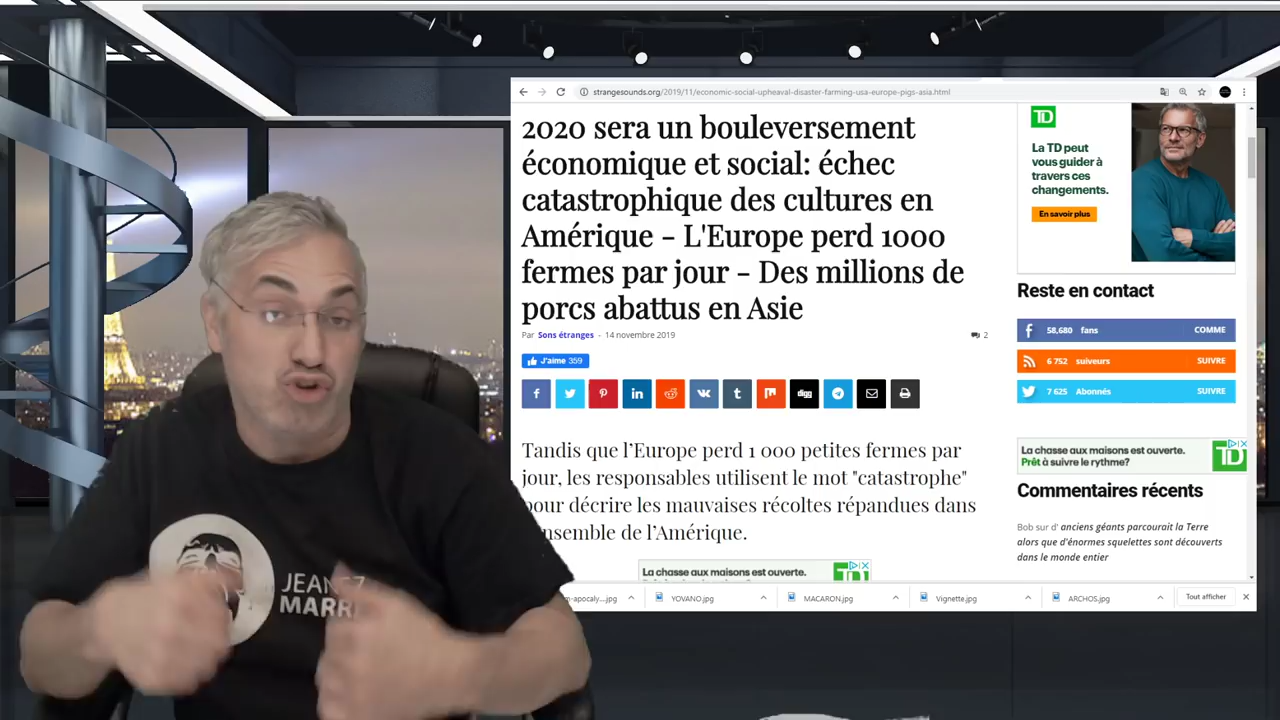 strangesounds.org/2019/11/economic-social-upheaval-disaster-farming-usa-europe-pigs-asia.html
2020 sera un bouleversement
économique et social: échec
catastrophique des cultures en
Amérique - L'Europe perd 1000
fermes par jour - Des millions de
porcs abattus en Asie
Par Sons étranges - 14 novembre 2019
2
J'aime 359
digg
Tandis que l'Europe perd 1 000 petites fermes par
jour, les responsables utilisent le mot "catastrophe"
pour décrire les mauvaises récoltes répandues dans
ensemble de l'Amérique.
La chasse aux maisons est ouverte.
TD
La TD peut
vous guider à
travers ces
changements.
En savoir plus
Reste en contact
58,680 fans COMME
6 752 suiveurs SUIVRE
7 625 Abonnés SUIVRE
La chasse aux maisons est ouverte.
Prêt à suivre le rythme?
TD
Commentaires récents
Bob sur d' anciens géants parcourait la Terre
alors que d'énormes squelettes sont découverts
dans le monde entier
m-apocaly....jpg
YOVANO.jpg
MACARON.jpg
Vignette.jpg
ARCHOS.jpg
Tout afficher